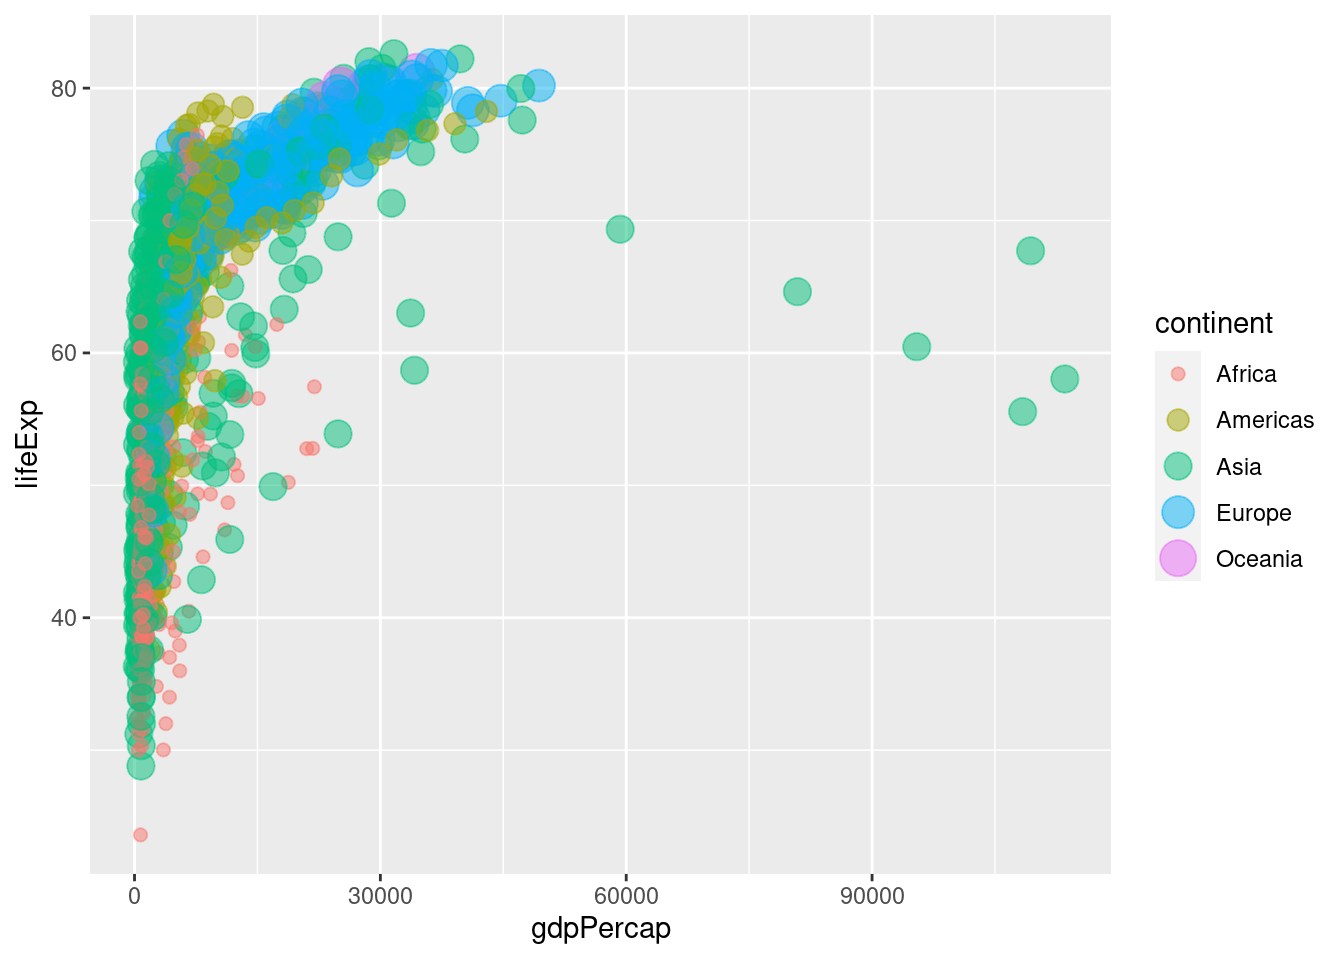 80
60
40
lifeExp
0
30000
60000
90000
gdpPercap
continent
Africa
Americas
Asia
Europe
Oceania